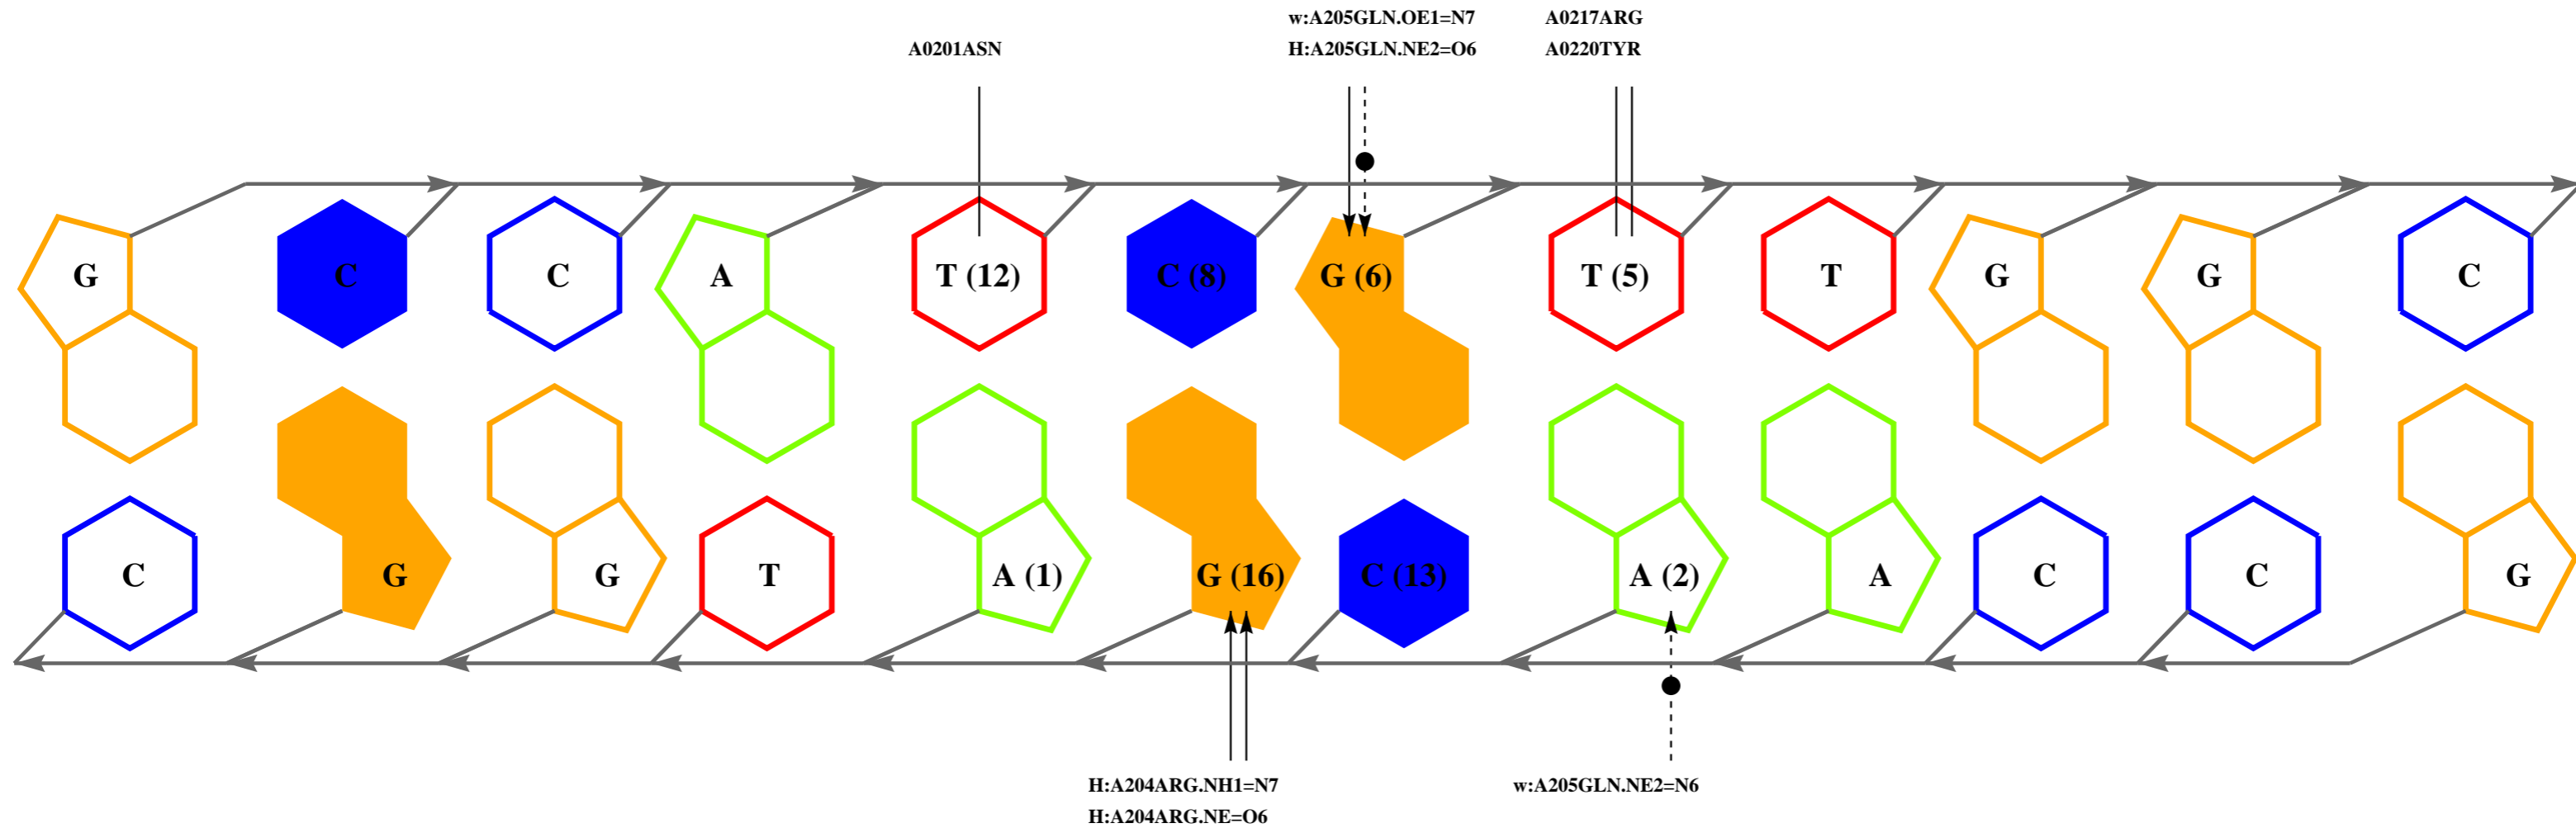 w:A205GLN.OE1=N7 A0217ARG
A0201ASN H:A205GLN.NE2=O6 A0220TYR
G C C A T (12) C (8) G (6) T (5) T G G C
C G G T A (1) G (16) C (13) A (2) A C C G
H:A204ARG.NH1=N7 w:A205GLN.NE2=N6
H:A204ARG.NE=O6